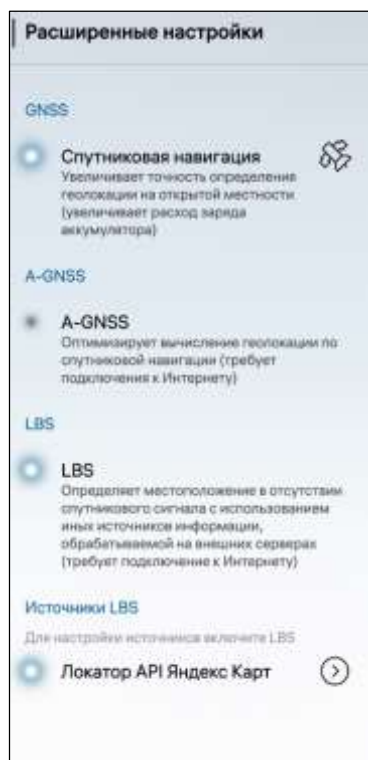 Расширенные настройки
GNSS
Спутниковая навигация
Увеличивает точность определения
геолокации на открытой местности
(увеличивает расход заряда
аккумулятора)
A-GNSS
A-GNSS
Оптимизирует вычисление геолокации по
спутниковой навигации (требует
подключения к Интернету)
LBS
LBS
Определяет местоположение в отсутствии
спутникового сигнала с использованием
иных источников информации,
обрабатываемой на внешних серверах
(требует подключение к Интернету)
Источники LBS
Для настройки источников включите LBS
Локатор API Яндекс Карт